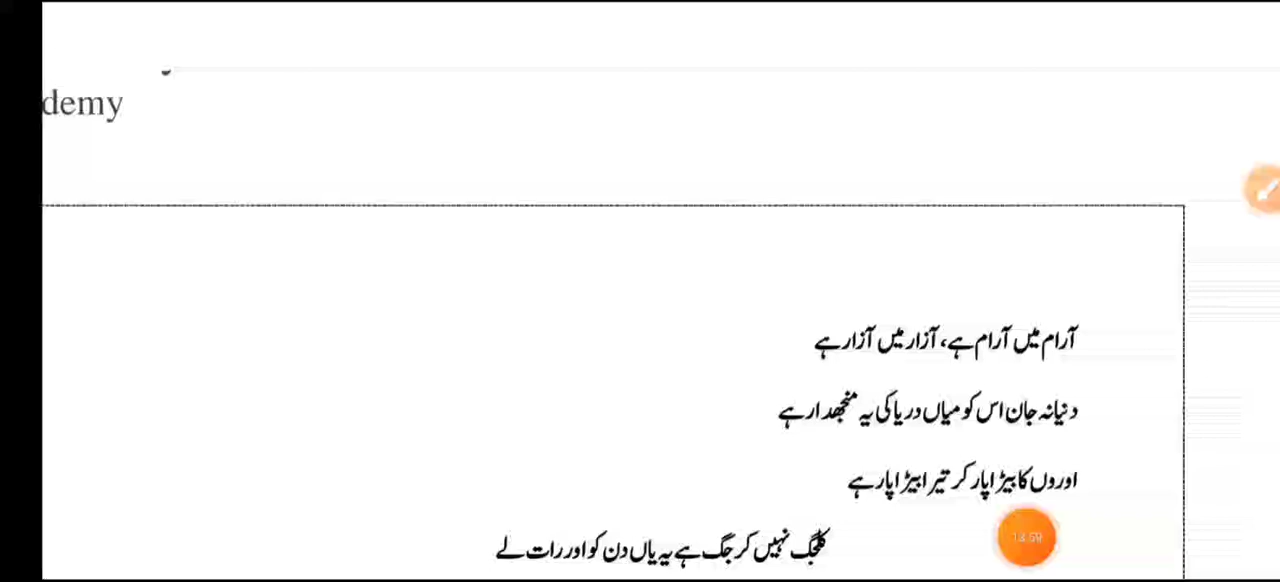 demy
آرام میں آرام ہے، آزار میں آزار ہے
دنیا نہ جان اس کو میاں دریا کی یہ منجھدار ہے
اوروں کا بیڑا پار کر تیرا بیڑا پار ہے
کلجگ نہیں کرجگ ہے یہ یاں دن کو اور رات لے